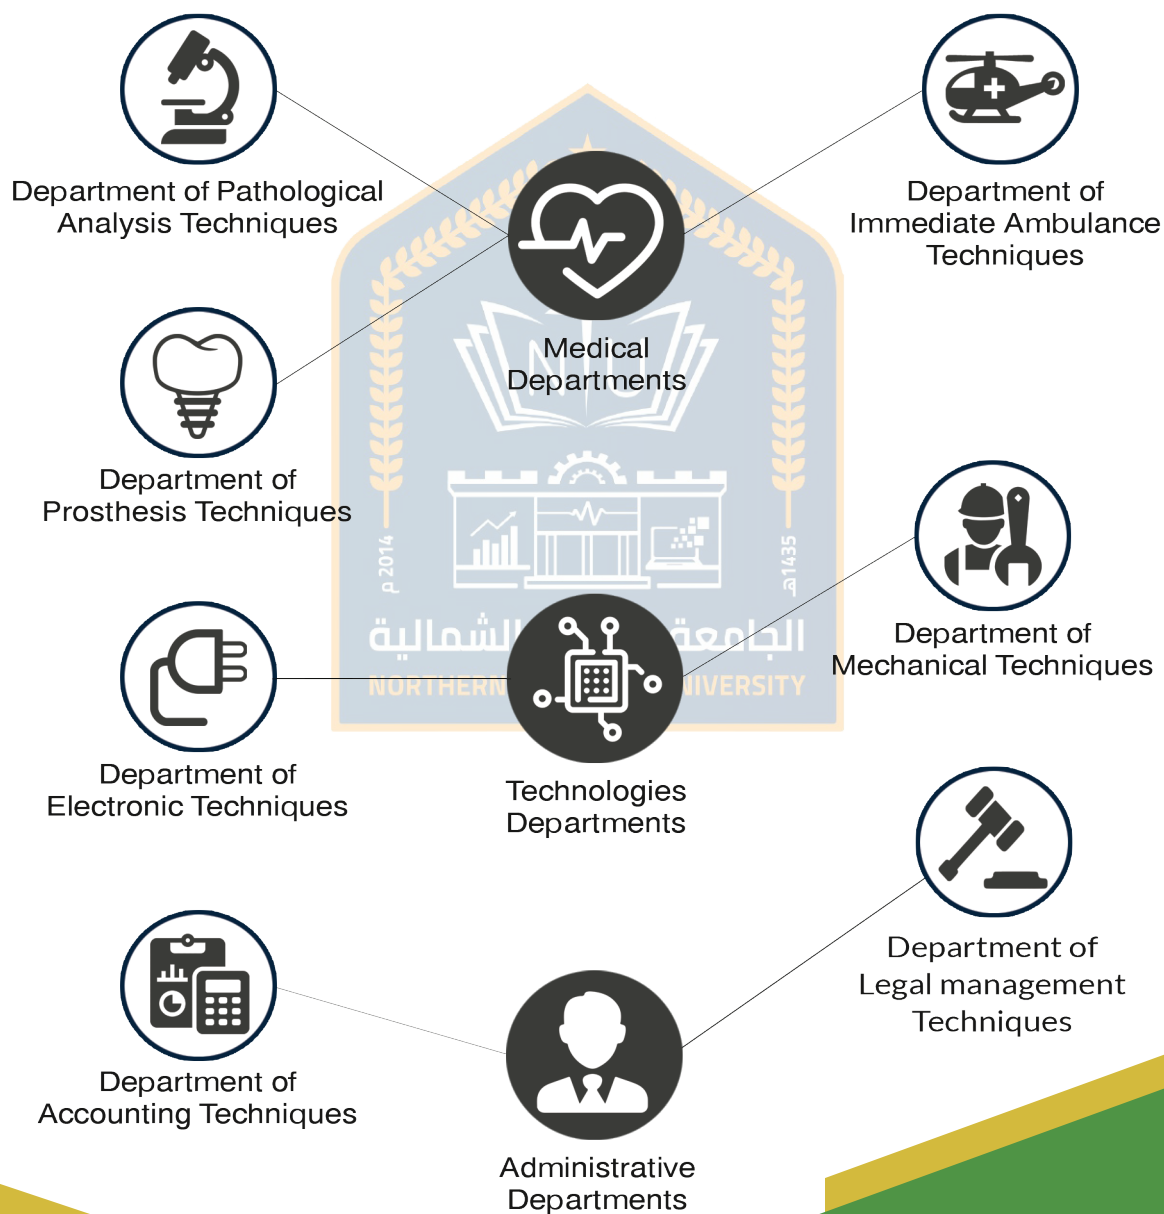 Department of Pathological
Analysis Techniques
Department of
Immediate Ambulance
Techniques
Medical
Departments
NTU
Department of
Prosthesis Techniques
2014 م
1435هـ
الجامعة
الشمالية
NORTHERN
Department of
Mechanical Techniques
Department of
Electronic Techniques
Technologies
Departments
Department of
Legal management
Techniques
Department of
Accounting Techniques
Administrative
Departments